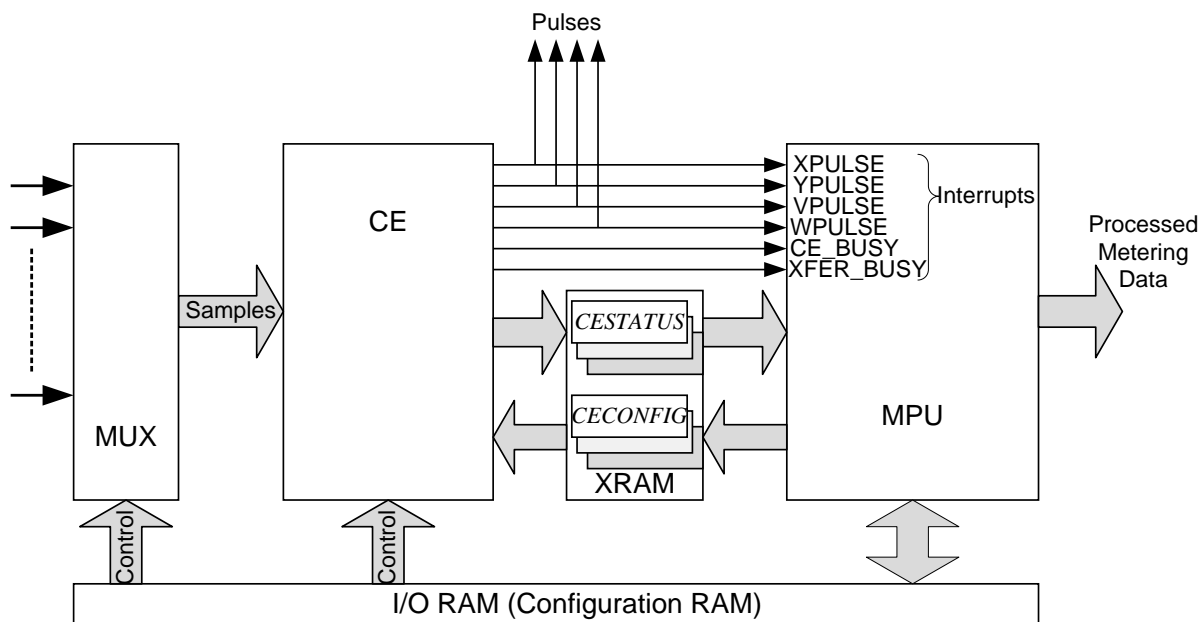 Pulses
XPULSE
YPULSE
VPULSE
WPULSE
CE_BUSY
XFER_BUSY
Interrupts
CE
Processed
Metering
Data
Samples
CESTATUS
CECONFIG
XRAM
MUX
MPU
Control
Control
I/O RAM (Configuration RAM)